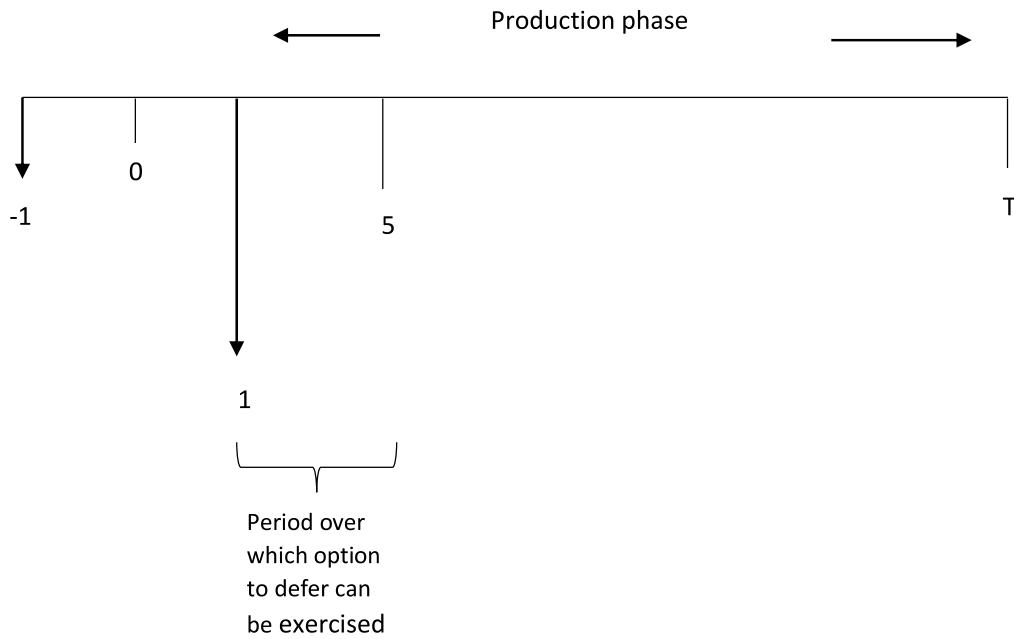 Production phase
0
-1
5
T
1
Period over
which option
to defer can
be exercised